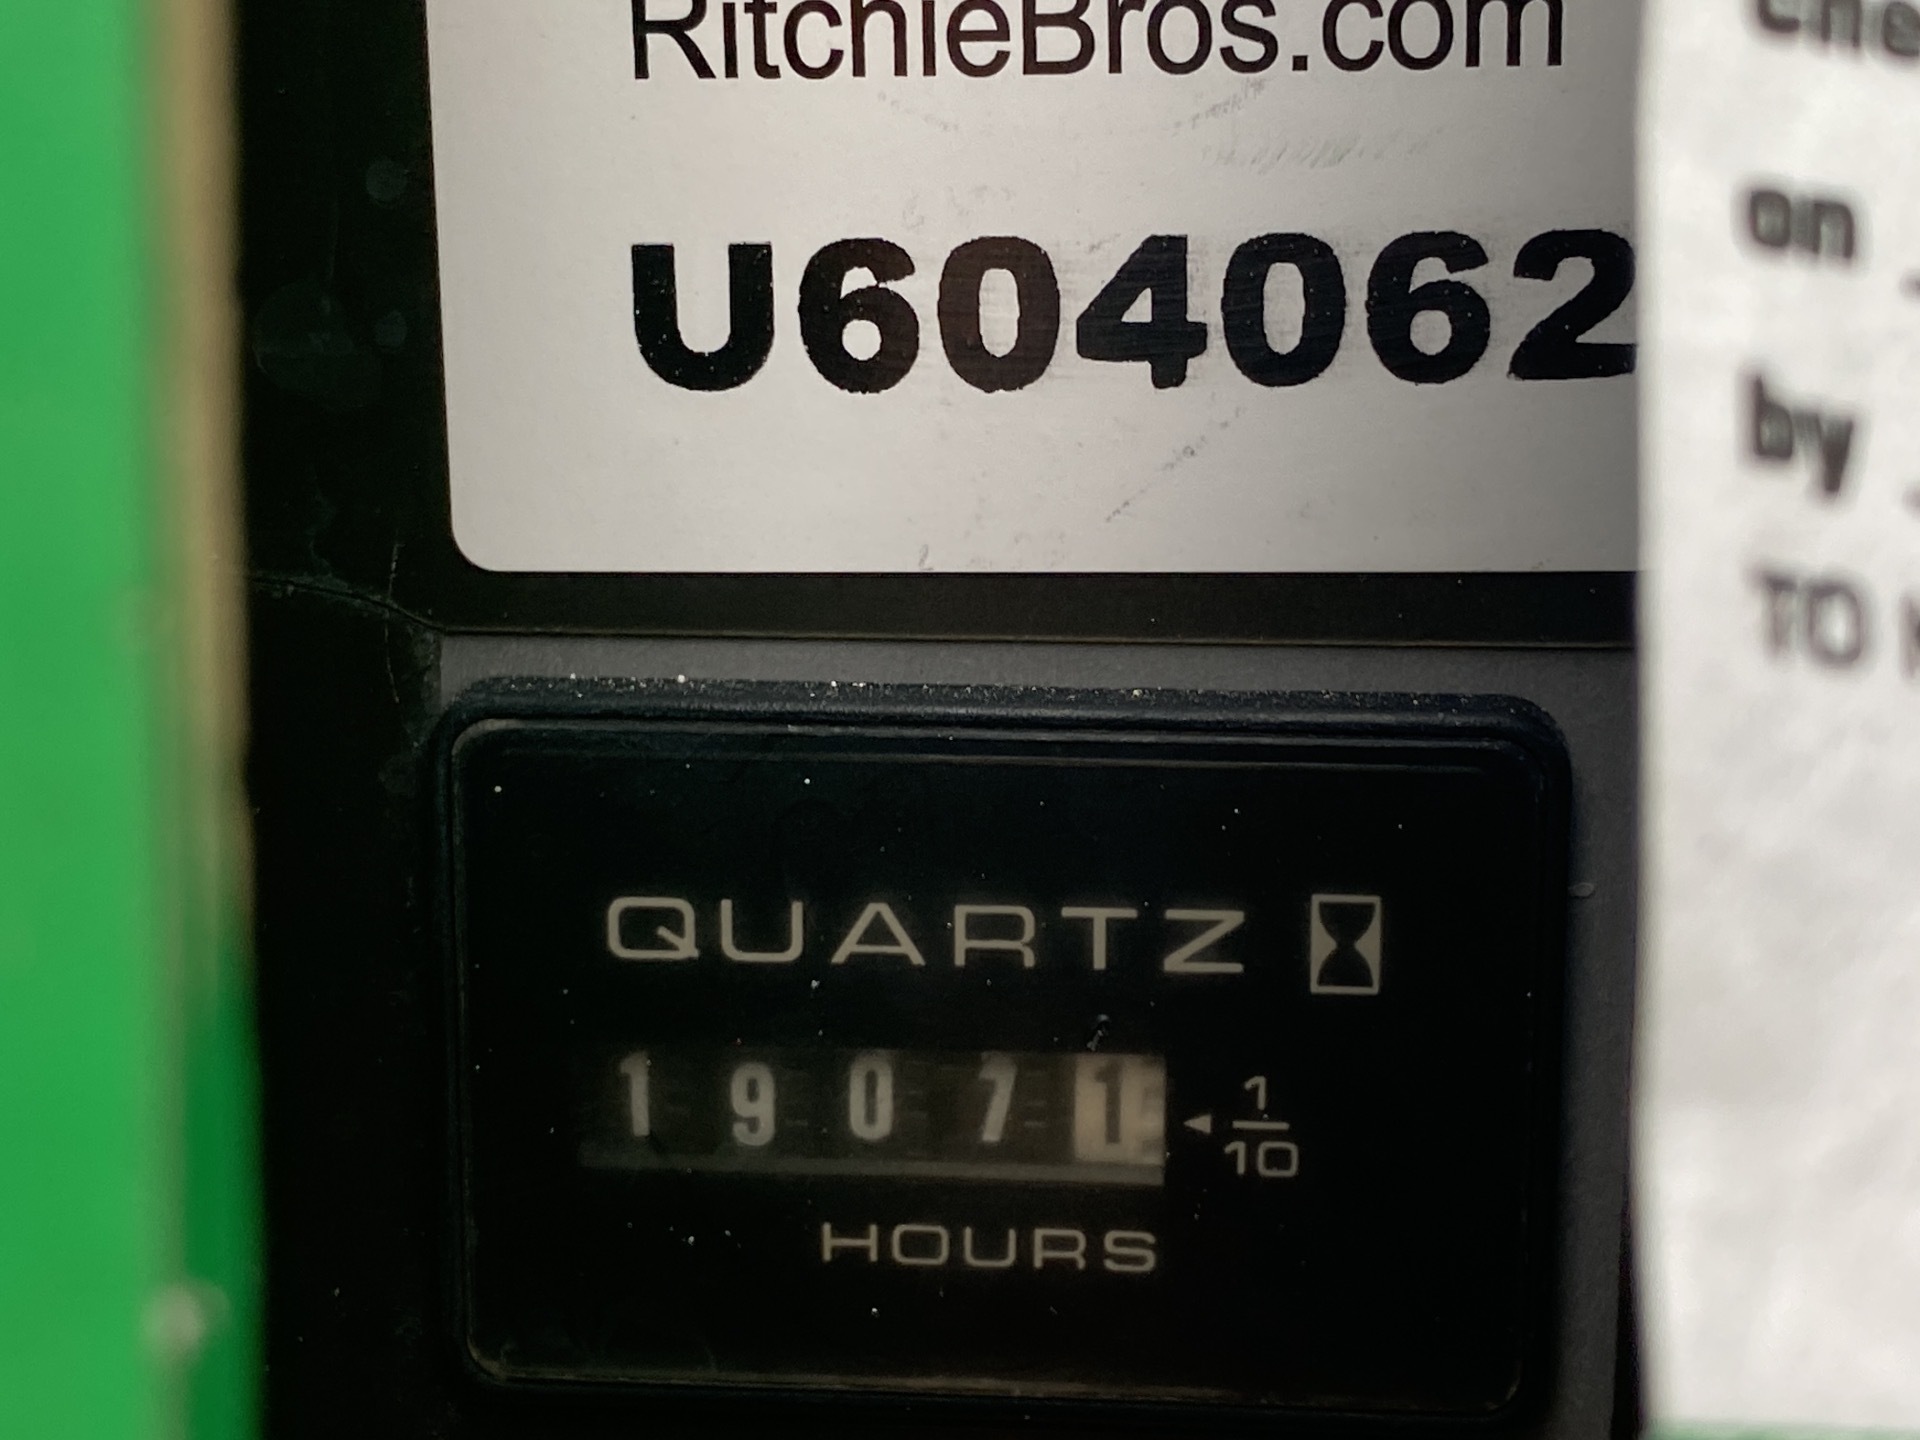 RitchieBros.com
U604062
on
by
TO
QUARTZ
19071
1/10
HOURS